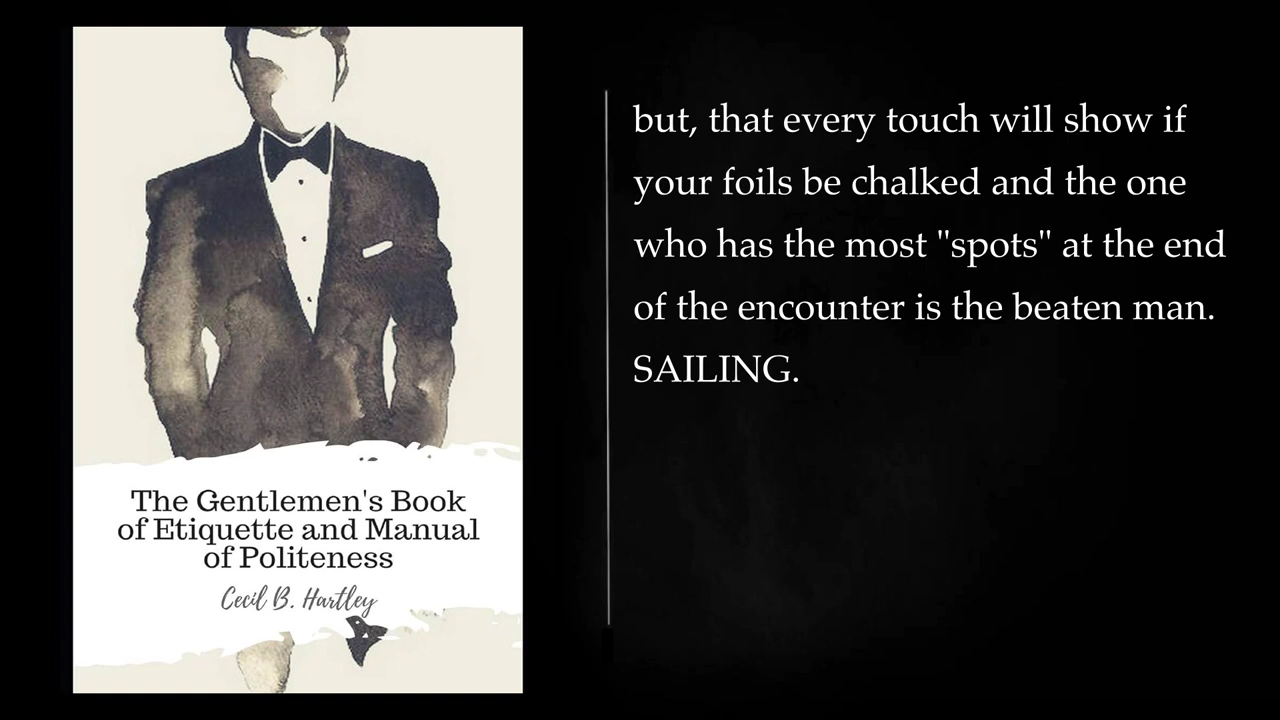 The Gentlemen's Book
of Etiquette and Manual
of Politeness
Cecil B. Hartley
but, that every touch will show if
your foils be chalked and the one
who has the most "spots" at the end
of the encounter is the beaten man.
SAILING.